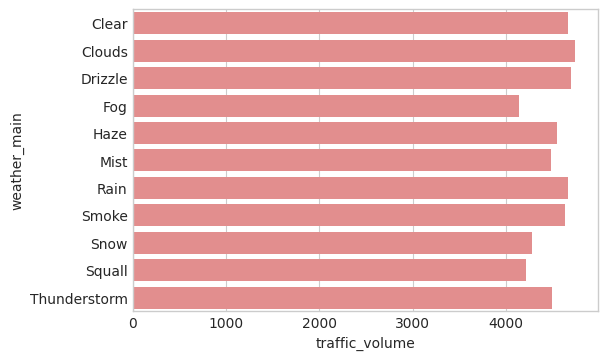 Clear
Clouds
Drizzle
Fog
Haze
Mist
Rain
Smoke
Snow
Squall
Thunderstorm
weather_main
0 1000 2000 3000 4000
traffic_volume